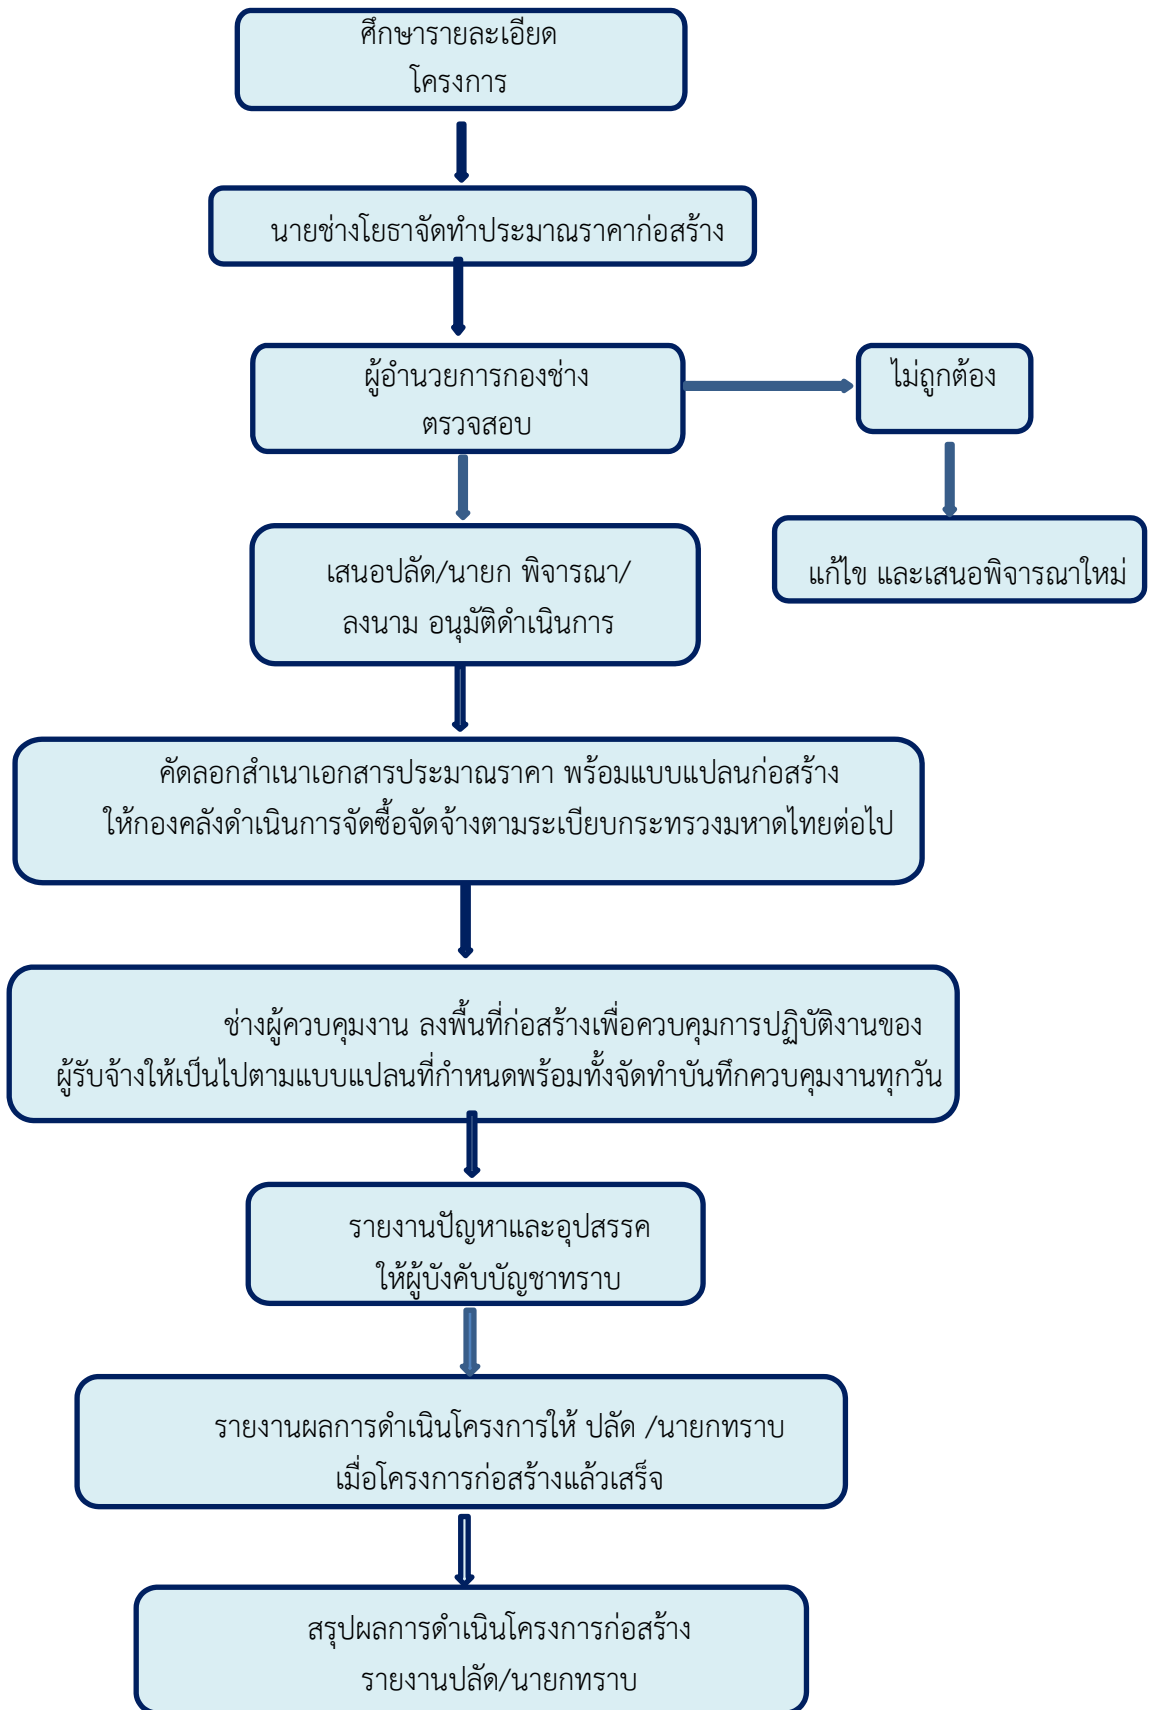 ศึกษารายละเอียด
โครงการ
นายช่างโยธาจัดทำประมาณราคาก่อสร้าง
ผู้อำนวยการกองช่าง
ตรวจสอบ
ไม่ถูกต้อง
เสนอปลัด/นายก พิจารณา/
ลงนาม อนุมัติดำเนินการ
แก้ไข และเสนอพิจารณาใหม่
คัดลอกสำเนาเอกสารประมาณราคา พร้อมแบบแปลนก่อสร้าง
ให้กองคลังดำเนินการจัดซื้อจัดจ้างตามระเบียบกระทรวงมหาดไทยต่อไป
ช่างผู้ควบคุมงาน ลงพื้นที่ก่อสร้างเพื่อควบคุมการปฏิบัติงานของ
ผู้รับจ้างให้เป็นไปตามแบบแปลนที่กำหนดพร้อมทั้งจัดทำบันทึกควบคุมงานทุกวัน
รายงานปัญหาและอุปสรรค
ให้ผู้บังคับบัญชาทราบ
รายงานผลการดำเนินโครงการให้ ปลัด /นายกทราบ
เมื่อโครงการก่อสร้างแล้วเสร็จ
สรุปผลการดำเนินโครงการก่อสร้าง
รายงานปลัด/นายกทราบ